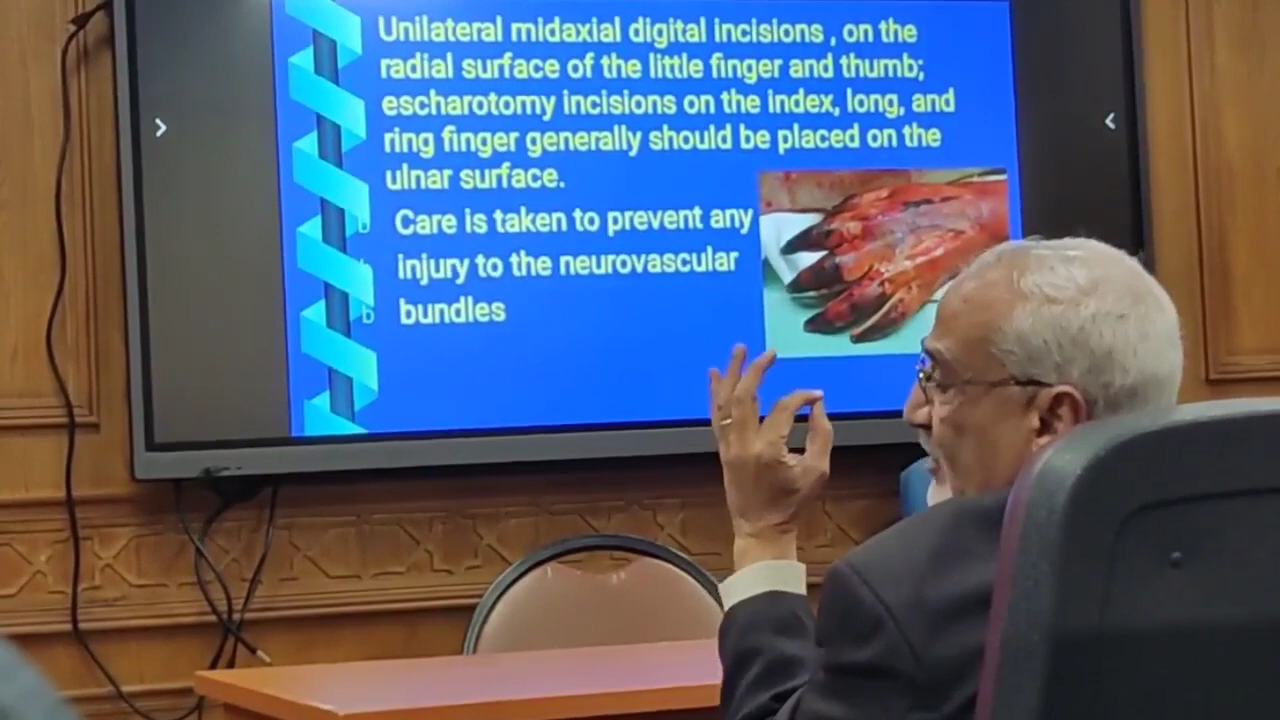 Unilateral midaxial digital incisions , on the
radial surface of the little finger and thumb;
escharotomy incisions on the index, long, and
ring finger generally should be placed on the
ulnar surface.
Care is taken to prevent any
injury to the neurovascular
bundles